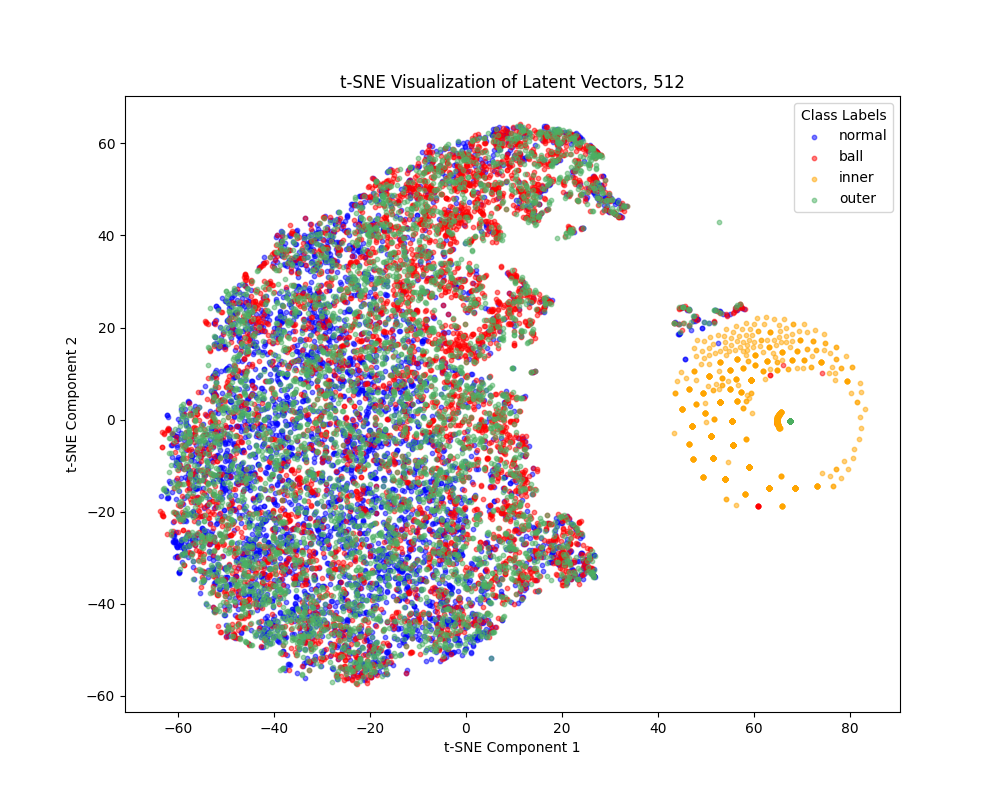 t-SNE Visualization of Latent Vectors, 512
Class Labels
normal
ball
inner
outer
60
40
20
0
−20
−40
−60
t-SNE Component 2
−60
−40
−20
0
20
40
60
80
t-SNE Component 1